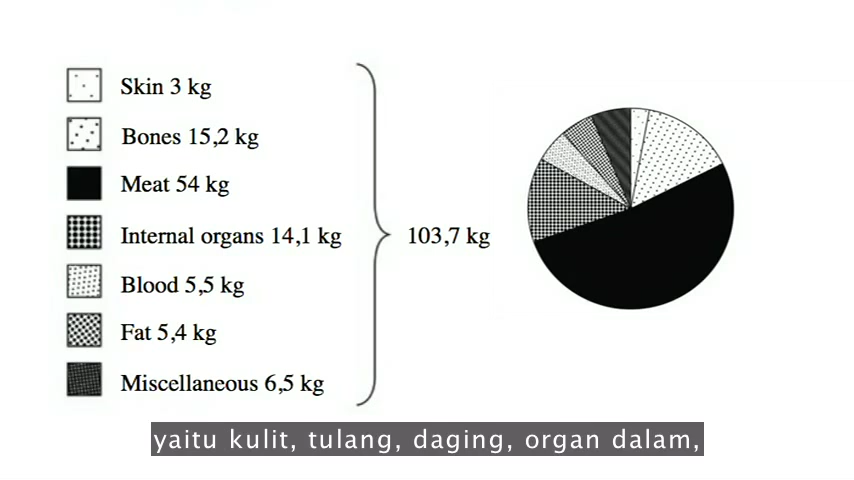 Skin 3 kg
Bones 15,2 kg
Meat 54 kg
Internal organs 14,1 kg
103,7 kg
Blood 5,5 kg
Fat 5,4 kg
Miscellaneous 6,5 kg
yaitu kulit, tulang, daging, organ dalam,